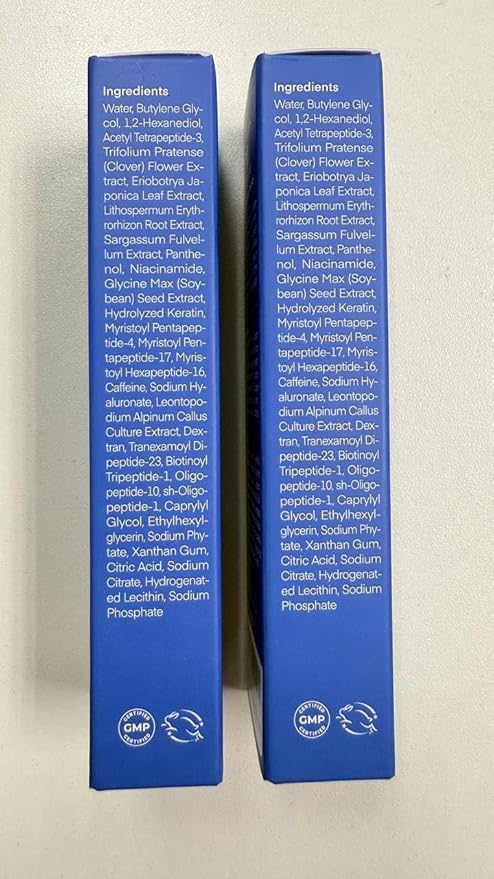 Ingredients
Water, Butylene Gly-
col, 1,2-Hexanediol,
Acetyl Tetrapeptide-3,
Trifolium Pratense
(Clover) Flower Ex-
tract, Eriobotrya Ja-
ponica Leaf Extract,
Lithospermum Eryth-
rorhizon Root Extract,
Sargassum Fulvel-
lum Extract, Panthe-
nol, Niacinamide,
Glycine Max (Soy-
bean) Seed Extract,
Hydrolyzed Keratin,
Myristoyl Pentapep-
tide-4, Myristoyl Pen-
tapeptide-17, Myris-
toyl Hexapeptide-16,
Caffeine, Sodium Hy-
aluronate, Leontopo-
dium Alpinum Callus
Culture Extract, Dex-
tran, Tranexamoyl Di-
peptide-23, Biotinoyl
Tripeptide-1, Oligo-
peptide-10, sh-Oligo-
peptide-1, Caprylyl
Glycol, Ethylhexyl-
glycerin, Sodium Phy-
tate, Xanthan Gum,
Citric Acid, Sodium
Citrate, Hydrogenat-
ed Lecithin, Sodium
Phosphate
CERTIFIED
GMP
CERTIFIED
Ingredients
Water, Butylene Gly-
col, 1,2-Hexanediol,
Acetyl Tetrapeptide-3,
Trifolium Pratense
(Clover) Flower Ex-
tract, Eriobotrya Ja-
ponica Leaf Extract,
Lithospermum Eryth-
rorhizon Root Extract,
Sargassum Fulvel-
lum Extract, Panthe-
nol, Niacinamide,
Glycine Max (Soy-
bean) Seed Extract,
Hydrolyzed Keratin,
Myristoyl Pentapep-
tide-4, Myristoyl Pen-
tapeptide-17, Myris-
toyl Hexapeptide-16,
Caffeine, Sodium Hy-
aluronate, Leontopo-
dium Alpinum Callus
Culture Extract, Dex-
tran, Tranexamoyl Di-
peptide-23, Biotinoyl
Tripeptide-1, Oligo-
peptide-10, sh-Oligo-
peptide-1, Caprylyl
Glycol, Ethylhexyl-
glycerin, Sodium Phy-
tate, Xanthan Gum,
Citric Acid, Sodium
Citrate, Hydrogenat-
ed Lecithin, Sodium
Phosphate
CERTIFIED
GMP
CERTIFIED